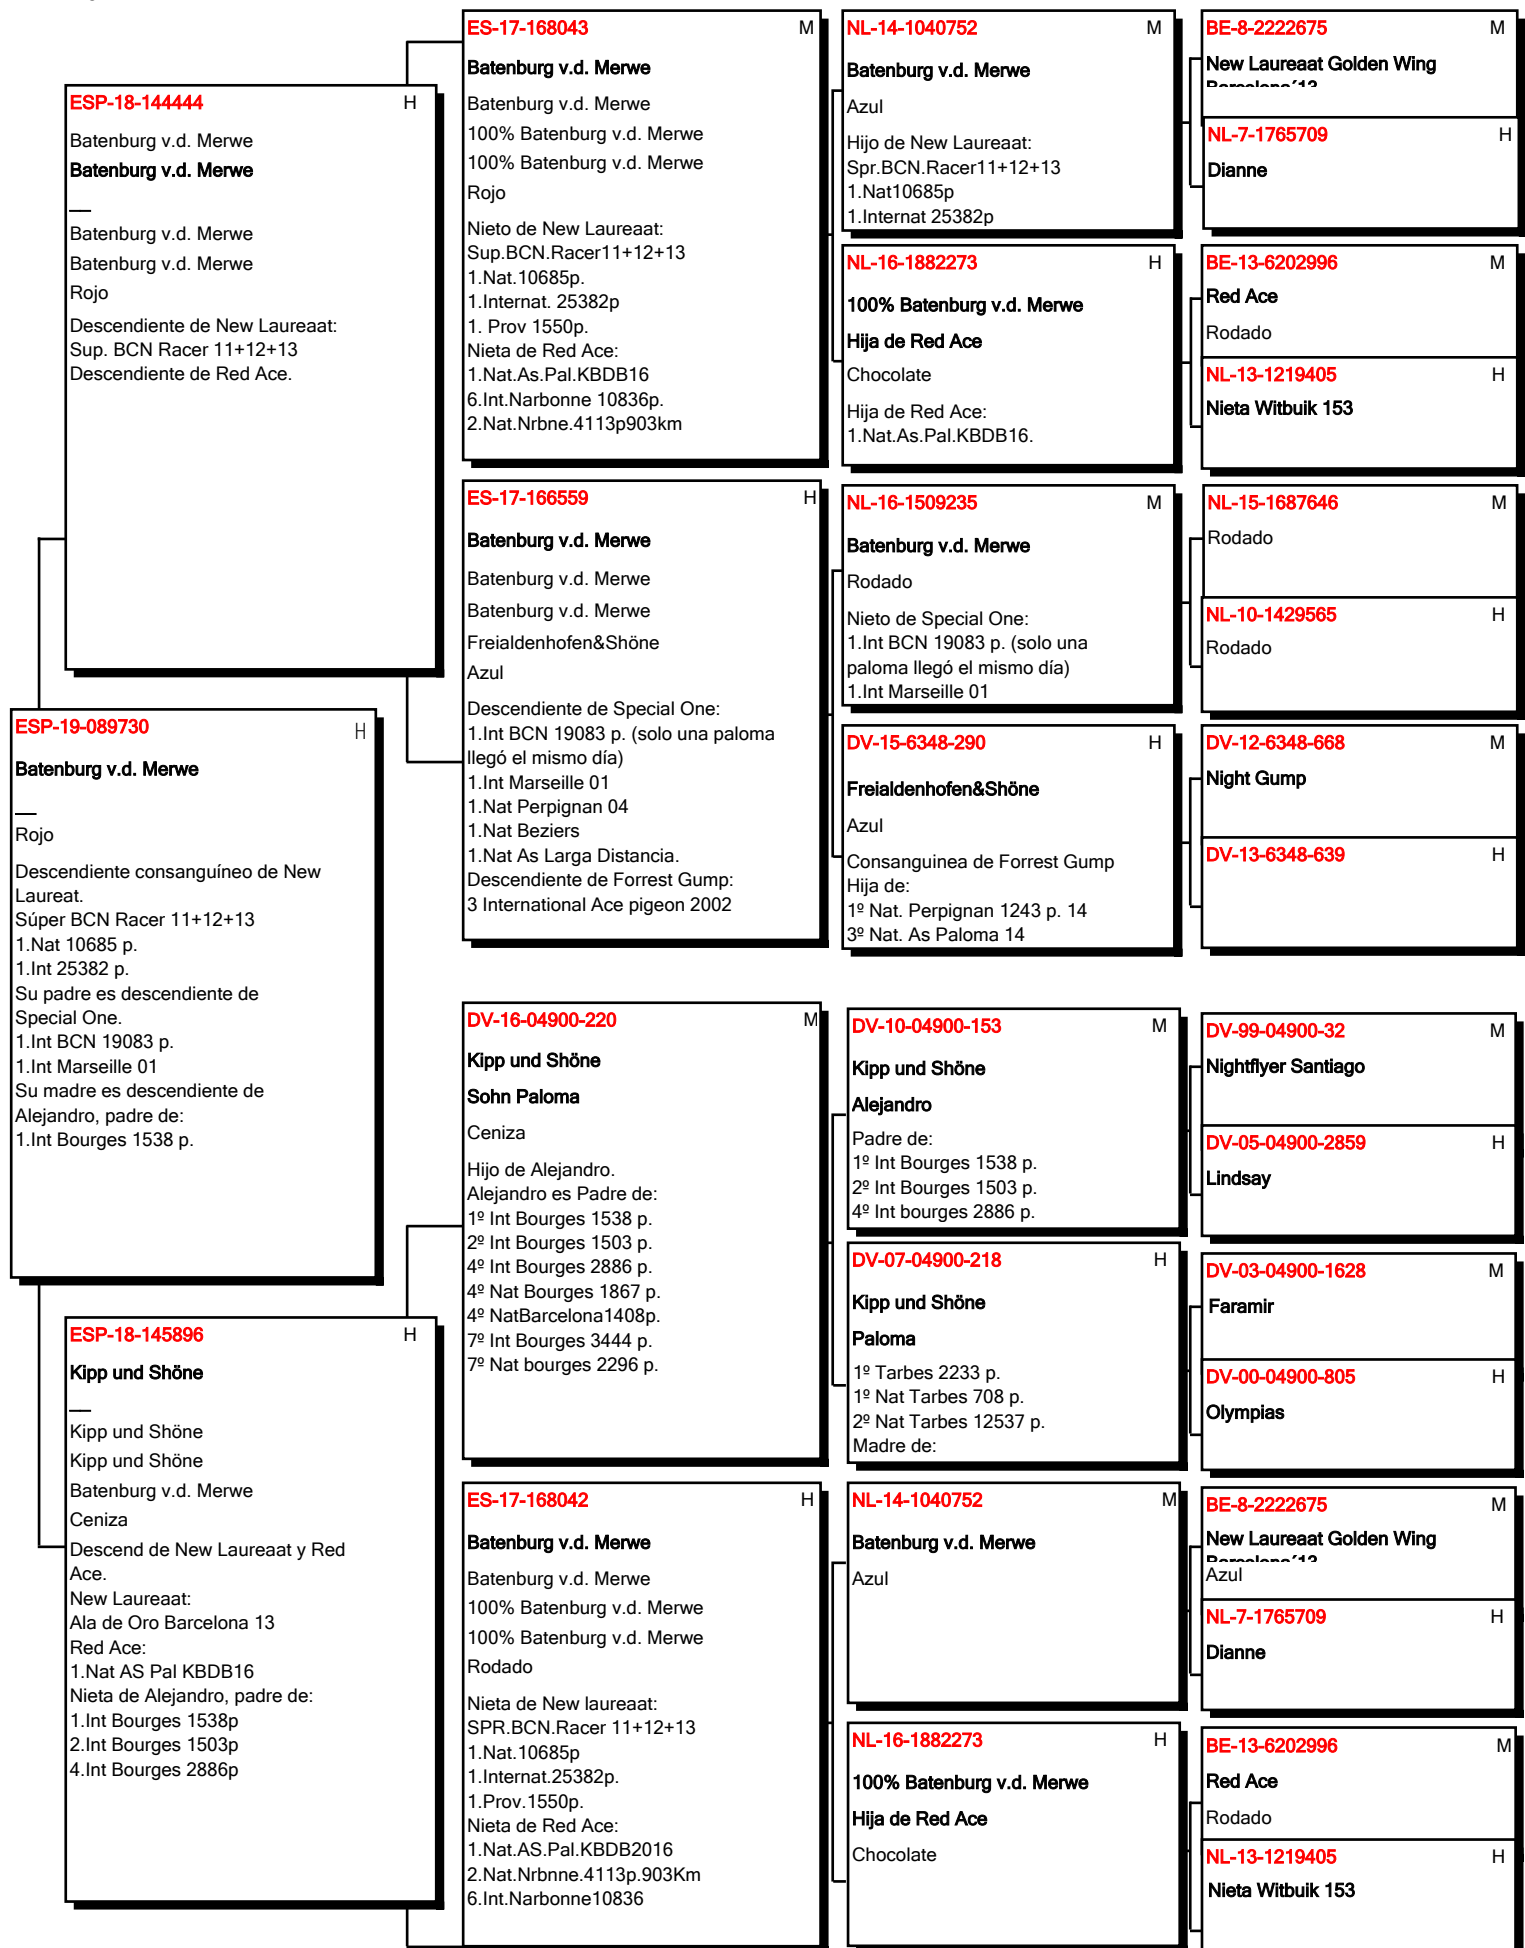 ESP-19-089730 H
Batenburg v.d. Merwe
__
Rojo
Descendiente consanguíneo de New
Laureat.
Súper BCN Racer 11+12+13
1.Nat 10685 p.
1.Int 25382 p.
Su padre es descendiente de
Special One.
1.Int BCN 19083 p.
1.Int Marseille 01
Su madre es descendiente de
Alejandro, padre de:
1.Int Bourges 1538 p.
ESP-18-144444 H
Batenburg v.d. Merwe
Batenburg v.d. Merwe
__
Batenburg v.d. Merwe
Batenburg v.d. Merwe
Rojo
Descendiente de New Laureaat:
Sup. BCN Racer 11+12+13
Descendiente de Red Ace.
ESP-18-145896 H
Kipp und Shöne
__
Kipp und Shöne
Kipp und Shöne
Batenburg v.d. Merwe
Ceniza
Descend de New Laureaat y Red
Ace.
New Laureaat:
Ala de Oro Barcelona 13
Red Ace:
1.Nat AS Pal KBDB16
Nieta de Alejandro, padre de:
1.Int Bourges 1538p
2.Int Bourges 1503p
4.Int Bourges 2886p
ES-17-168043 M
Batenburg v.d. Merwe
Batenburg v.d. Merwe
100% Batenburg v.d. Merwe
100% Batenburg v.d. Merwe
Rojo
Nieto de New Laureaat:
Sup.BCN.Racer11+12+13
1.Nat.10685p.
1.Internat. 25382p
1. Prov 1550p.
Nieta de Red Ace:
1.Nat.As.Pal.KBDB16
6.Int.Narbonne 10836p.
2.Nat.Nrbne.4113p903km
ES-17-166559 H
Batenburg v.d. Merwe
Batenburg v.d. Merwe
Batenburg v.d. Merwe
Freialdenhofen&Shöne
Azul
Descendiente de Special One:
1.Int BCN 19083 p. (solo una paloma
llegó el mismo día)
1.Int Marseille 01
1.Nat Perpignan 04
1.Nat Beziers
1.Nat As Larga Distancia.
Descendiente de Forrest Gump:
3 International Ace pigeon 2002
DV-16-04900-220 M
Kipp und Shöne
Sohn Paloma
Ceniza
Hijo de Alejandro.
Alejandro es Padre de:
1º Int Bourges 1538 p.
2º Int Bourges 1503 p.
4º Int Bourges 2886 p.
4º Nat Bourges 1867 p.
4º NatBarcelona1408p.
7º Int Bourges 3444 p.
7º Nat bourges 2296 p.
ES-17-168042 H
Batenburg v.d. Merwe
Batenburg v.d. Merwe
100% Batenburg v.d. Merwe
100% Batenburg v.d. Merwe
Rodado
Nieta de New laureaat:
SPR.BCN.Racer 11+12+13
1.Nat.10685p
1.Internat.25382p.
1.Prov.1550p.
Nieta de Red Ace:
1.Nat.AS.Pal.KBDB2016
2.Nat.Nrbnne.4113p.903Km
6.Int.Narbonne10836
NL-14-1040752 M
Batenburg v.d. Merwe
Azul
Hijo de New Laureaat:
Spr.BCN.Racer11+12+13
1.Nat10685p
1.Internat 25382p
NL-16-1882273 H
100% Batenburg v.d. Merwe
Hija de Red Ace
Chocolate
Hija de Red Ace:
1.Nat.As.Pal.KBDB16.
NL-16-1509235 M
Batenburg v.d. Merwe
Rodado
Nieto de Special One:
1.Int BCN 19083 p. (solo una
paloma llegó el mismo día)
1.Int Marseille 01
DV-15-6348-290 H
Freialdenhofen&Shöne
Azul
Consanguinea de Forrest Gump
Hija de:
1º Nat. Perpignan 1243 p. 14
3º Nat. As Paloma 14
DV-10-04900-153 M
Kipp und Shöne
Alejandro
Padre de:
1º Int Bourges 1538 p.
2º Int Bourges 1503 p.
4º Int bourges 2886 p.
DV-07-04900-218 H
Kipp und Shöne
Paloma
1º Tarbes 2233 p.
1º Nat Tarbes 708 p.
2º Nat Tarbes 12537 p.
Madre de:
NL-14-1040752 M
Batenburg v.d. Merwe
Azul
NL-16-1882273 H
100% Batenburg v.d. Merwe
Hija de Red Ace
Chocolate
BE-8-2222675 M
New Laureaat Golden Wing
Barcelona´13
NL-7-1765709 H
Dianne
BE-13-6202996 M
Red Ace
Rodado
NL-13-1219405 H
Nieta Witbuik 153
NL-15-1687646 M
Rodado
NL-10-1429565 H
Rodado
DV-12-6348-668 M
Night Gump
DV-13-6348-639 H
DV-99-04900-32 M
Nightflyer Santiago
DV-05-04900-2859 H
Lindsay
DV-03-04900-1628 M
Faramir
DV-00-04900-805 H
Olympias
BE-8-2222675 M
New Laureaat Golden Wing
Barcelona´13
Azul
NL-7-1765709 H
Dianne
BE-13-6202996 M
Red Ace
Rodado
NL-13-1219405 H
Nieta Witbuik 153